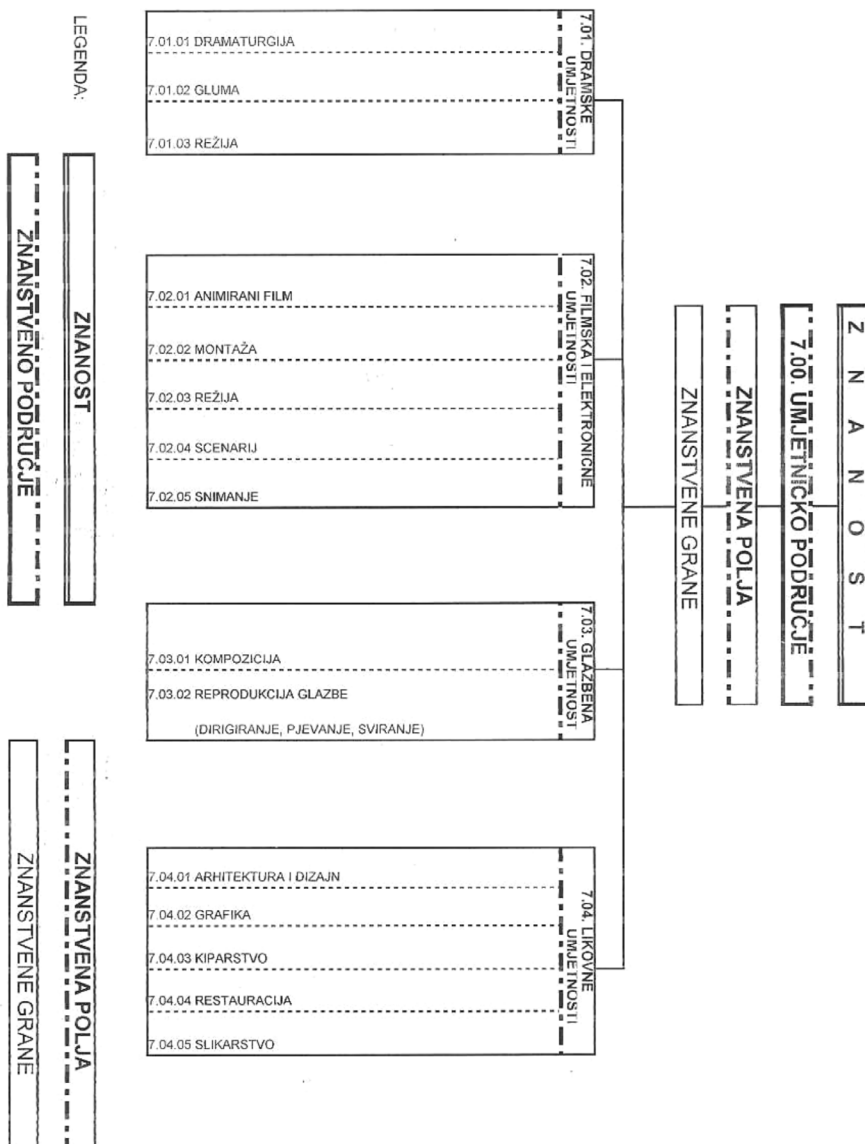 Z N A N O S T
7.00. UMJETNIČKO PODRUČJE
ZNANSTVENA POLJA
ZNANSTVENE GRANE
7.01. DRAMSKE
UMJETNOSTI
7.01.01 DRAMATURGIJA
7.01.02 GLUMA
7.01.03 REŽIJA
7.02. FILMSKA I ELEKTRONIČNE
UMJETNOSTI
7.02.01 ANIMIRANI FILM
7.02.02 MONTAŽA
7.02.03 REŽIJA
7.02.04 SCENARIJ
7.02.05 SNIMANJE
7.03. GLAZBENA
UMJETNOST
7.03.01 KOMPOZICIJA
7.03.02 REPRODUKCIJA GLAZBE
(DIRIGIRANJE, PJEVANJE, SVIRANJE)
7.04. LIKOVNE
UMJETNOSTI
7.04.01 ARHITEKTURA I DIZAJN
7.04.02 GRAFIKA
7.04.03 KIPARSTVO
7.04.04 RESTAURACIJA
7.04.05 SLIKARSTVO
LEGENDA:
ZNANOST
ZNANSTVENO PODRUČJE
ZNANSTVENA POLJA
ZNANSTVENE GRANE